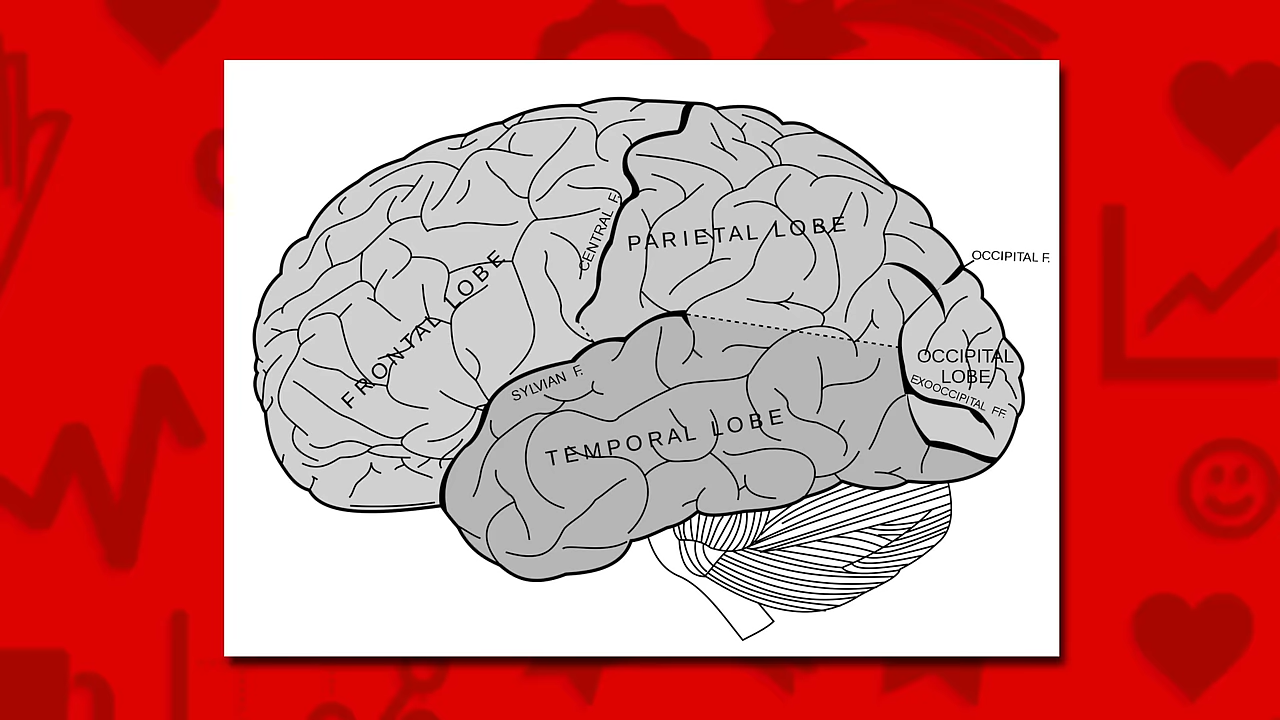 CENTRAL F.
PARIETAL LOBE
OCCIPITAL F.
FRONTAL LOBE
OCCIPITAL
LOBE
EXOOCCIPITAL FF.
SYLVIAN F.
TEMPORAL LOBE